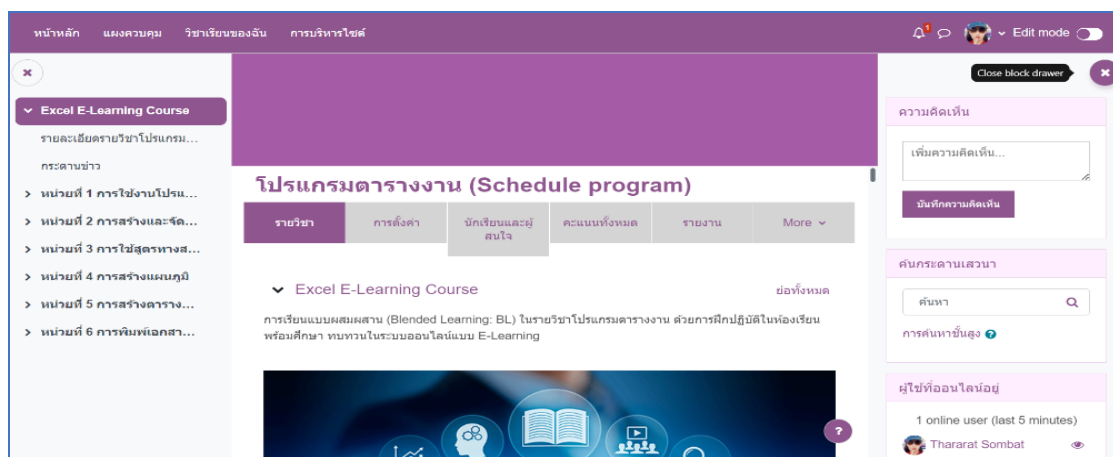 หน้าหลัก แผงควบคุม วิชาเรียนของฉัน การบริหารไซต์
1
Edit mode
Close block drawer
Excel E-Learning Course
รายละเอียดรายวิชาโปรแกรม...
กระดานข่าว
หน่วยที่ 1 การใช้งานโปรแ...
หน่วยที่ 2 การสร้างและจัด...
หน่วยที่ 3 การใช้สูตรทางส...
หน่วยที่ 4 การสร้างแผนภูมิ
หน่วยที่ 5 การสร้างตาราง...
หน่วยที่ 6 การพิมพ์เอกสา...
โปรแกรมตารางงาน (Schedule program)
รายวิชา การตั้งค่า นักเรียนและผู้สนใจ คะแนนทั้งหมด รายงาน More
Excel E-Learning Course ย่อทั้งหมด
การเรียนแบบผสมผสาน (Blended Learning: BL) ในรายวิชาโปรแกรมตารางงาน ด้วยการฝึกปฏิบัติในห้องเรียน
พร้อมศึกษา ทบทวนในระบบออนไลน์แบบ E-Learning
ความคิดเห็น
เพิ่มความคิดเห็น...
บันทึกความคิดเห็น
ค้นกระดานเสวนา
ค้นหา
การค้นหาชั้นสูง ?
ผู้ใช้ที่ออนไลน์อยู่
1 online user (last 5 minutes)
Thararat Sombat
?